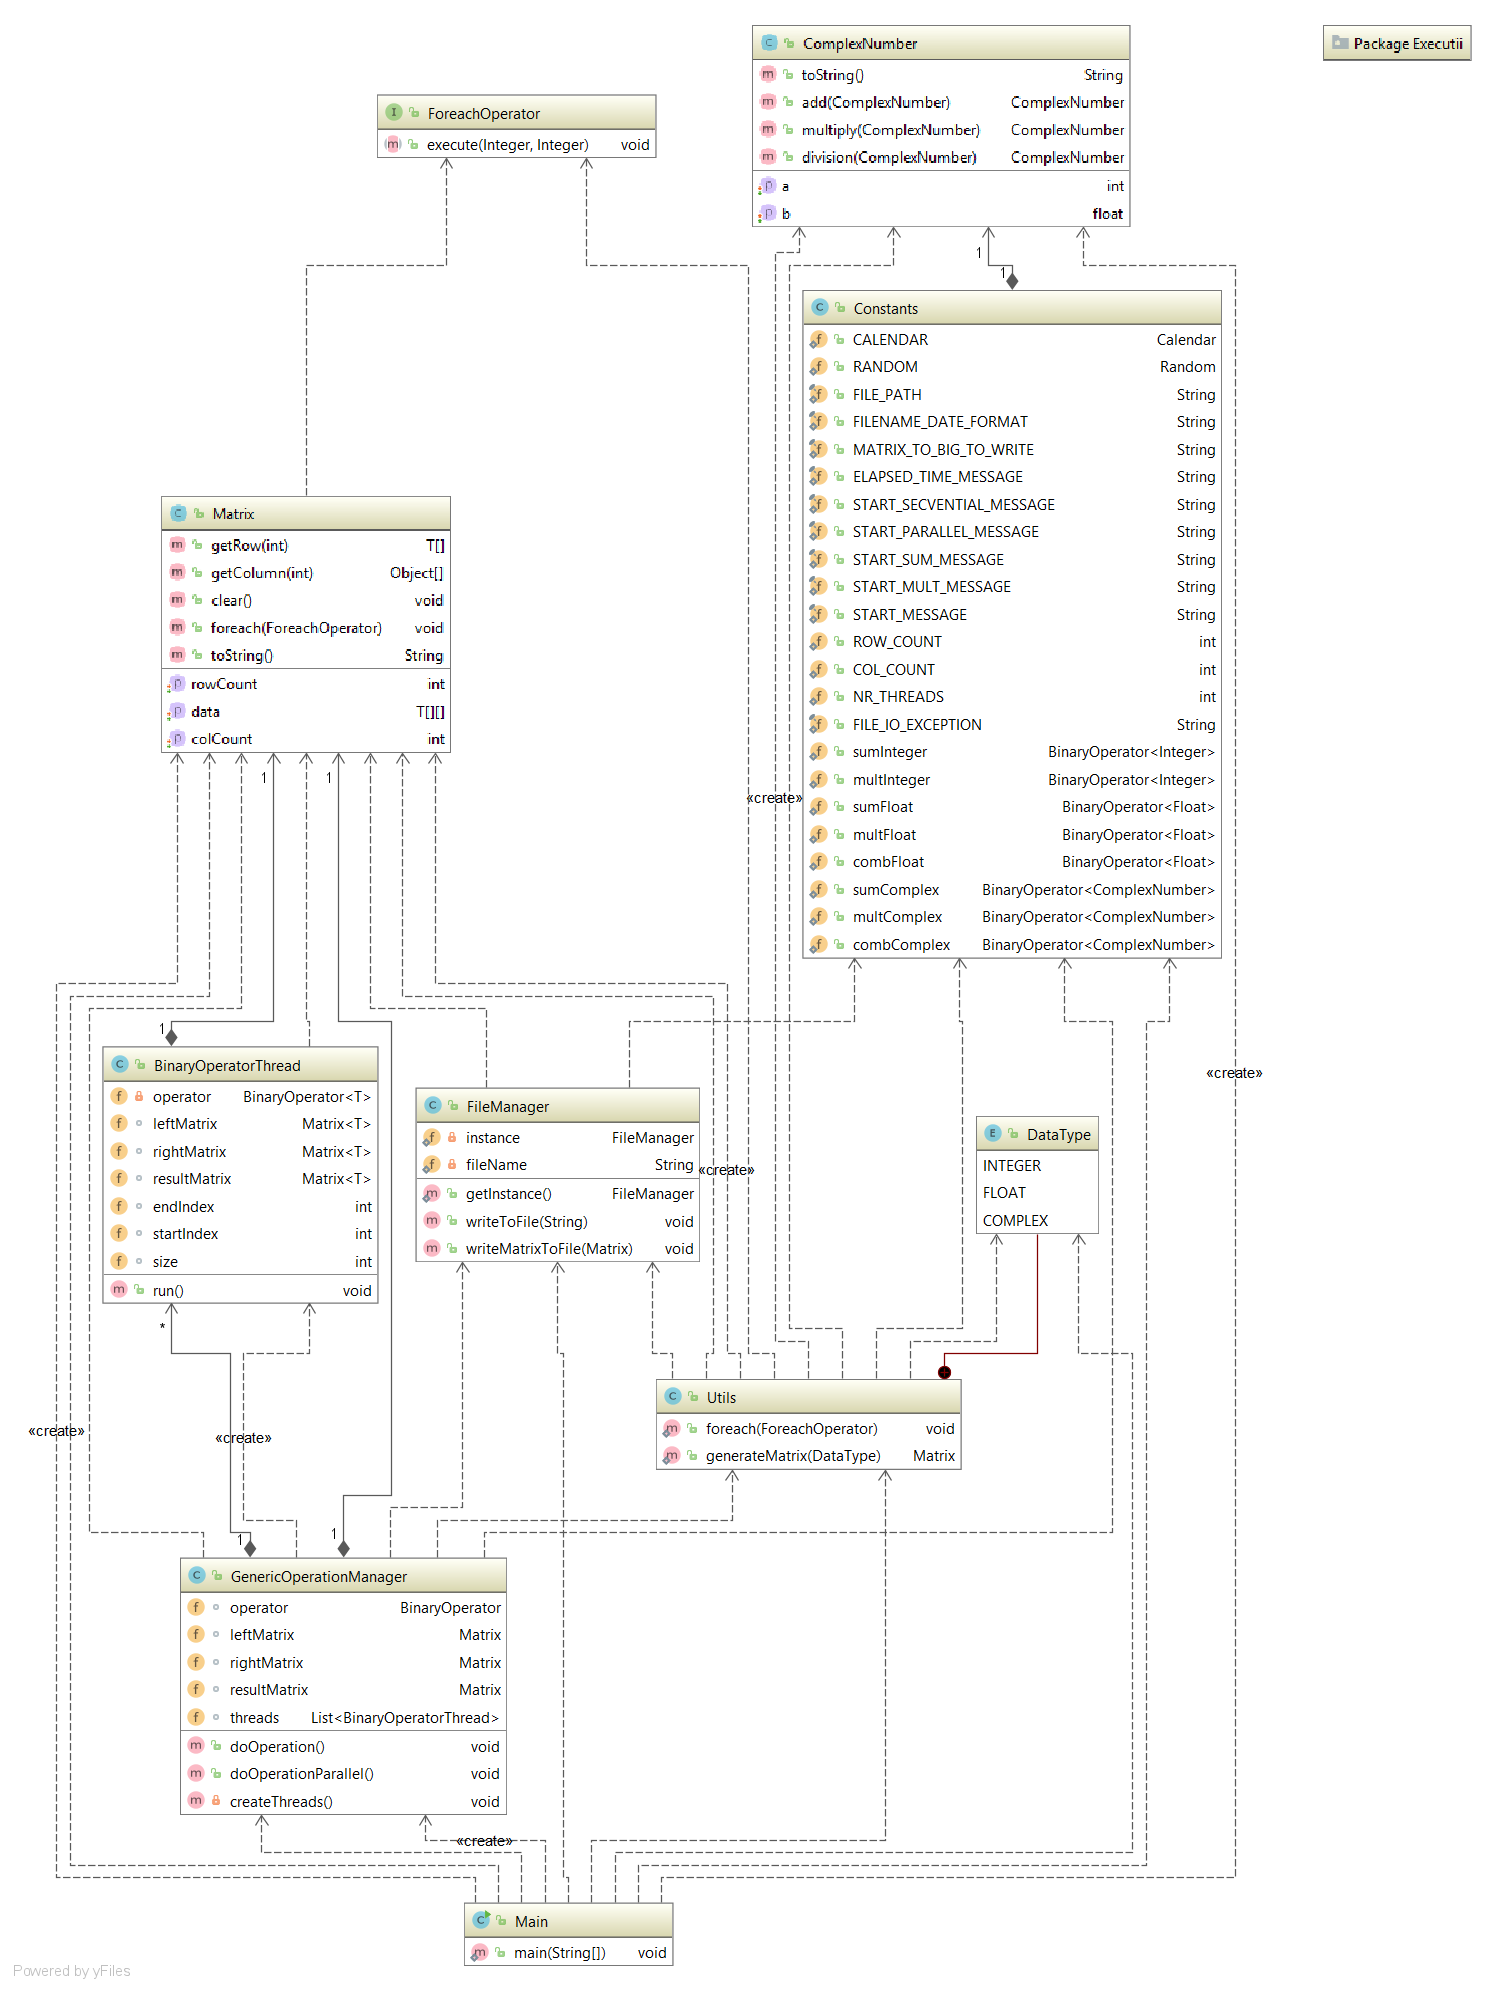 ComplexNumber
toString() String
add(ComplexNumber) ComplexNumber
multiply(ComplexNumber) ComplexNumber
division(ComplexNumber) ComplexNumber
a int
b float
Package Executii
ForeachOperator
execute(Integer, Integer) void
1
1
Constants
CALENDAR Calendar
RANDOM Random
FILE_PATH String
FILENAME_DATE_FORMAT String
MATRIX_TO_BIG_TO_WRITE String
ELAPSED_TIME_MESSAGE String
START_SECVENTIAL_MESSAGE String
START_PARALLEL_MESSAGE String
START_SUM_MESSAGE String
START_MULT_MESSAGE String
START_MESSAGE String
ROW_COUNT int
COL_COUNT int
NR_THREADS int
FILE_IO_EXCEPTION String
sumInteger BinaryOperator<Integer>
multInteger BinaryOperator<Integer>
sumFloat BinaryOperator<Float>
multFloat BinaryOperator<Float>
combFloat BinaryOperator<Float>
sumComplex BinaryOperator<ComplexNumber>
multComplex BinaryOperator<ComplexNumber>
combComplex BinaryOperator<ComplexNumber>
Matrix
getRow(int) T[]
getColumn(int) Object[]
clear() void
foreach(ForeachOperator) void
toString() String
rowCount int
data T[][]
colCount int
1
1
«create»
1
BinaryOperatorThread
operator BinaryOperator<T>
leftMatrix Matrix<T>
rightMatrix Matrix<T>
resultMatrix Matrix<T>
endIndex int
startIndex int
size int
run() void
*
FileManager
instance FileManager
fileName String
getInstance() FileManager
writeToFile(String) void
writeMatrixToFile(Matrix) void
«create»
«create»
DataType
INTEGER
FLOAT
COMPLEX
Utils
foreach(ForeachOperator) void
generateMatrix(DataType) Matrix
«create»
«create»
1
1
GenericOperationManager
operator BinaryOperator
leftMatrix Matrix
rightMatrix Matrix
resultMatrix Matrix
threads List<BinaryOperatorThread>
doOperation() void
doOperationParallel() void
createThreads() void
«create»
Main
main(String[]) void
Powered by yFiles